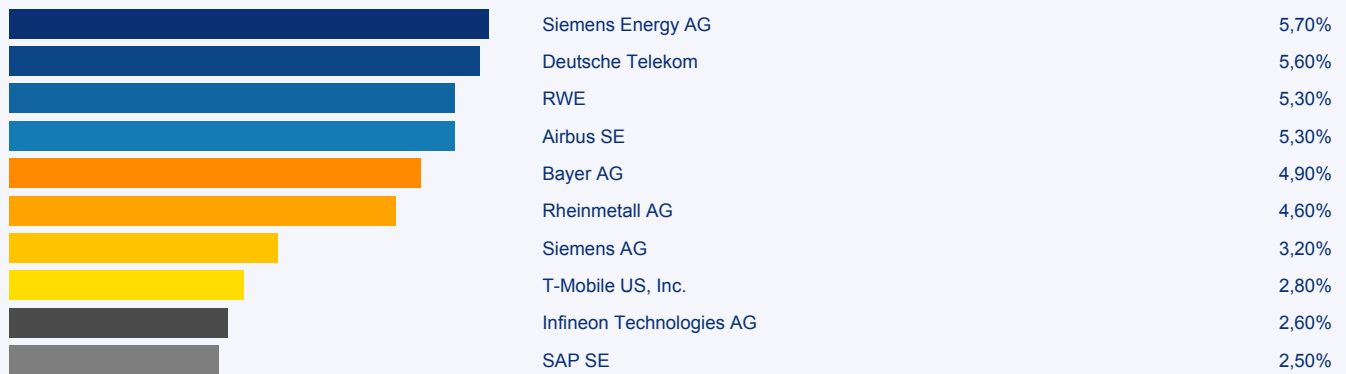 Siemens Energy AG 5,70%
Deutsche Telekom 5,60%
RWE 5,30%
Airbus SE 5,30%
Bayer AG 4,90%
Rheinmetall AG 4,60%
Siemens AG 3,20%
T-Mobile US, Inc. 2,80%
Infineon Technologies AG 2,60%
SAP SE 2,50%